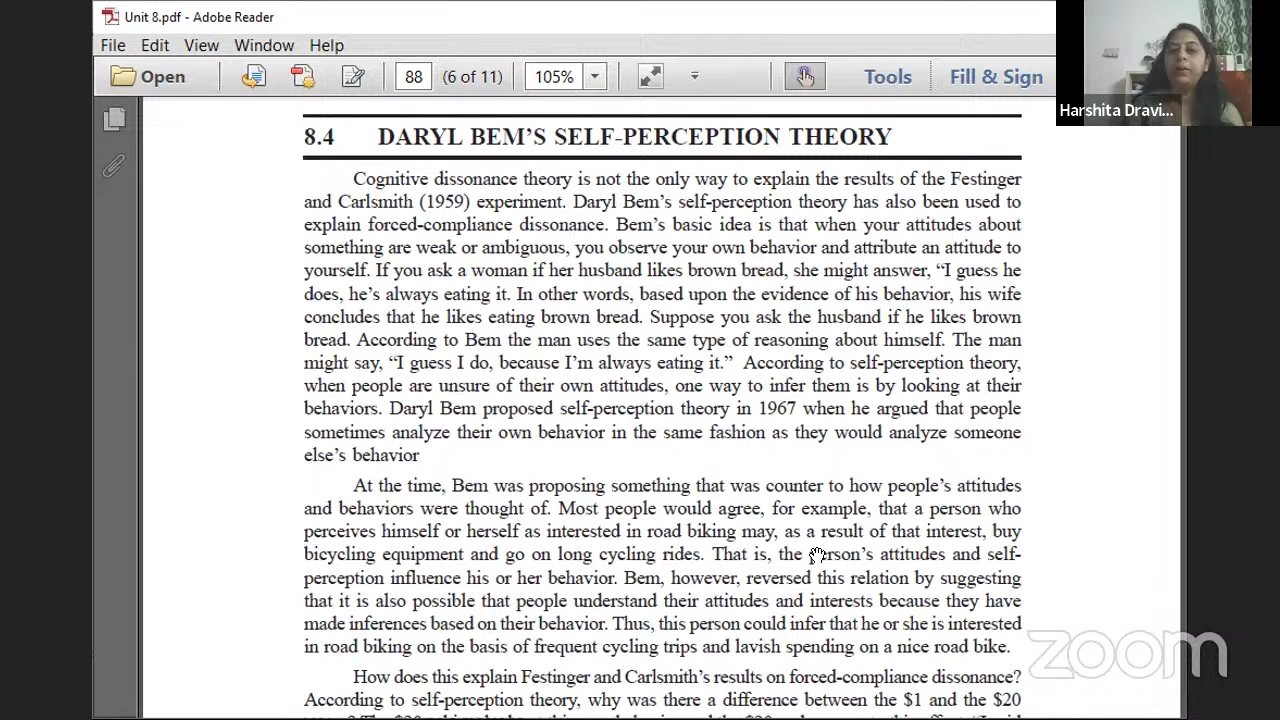 Unit 8.pdf - Adobe Reader
File Edit View Window Help
Open 88 (6 of 11) 105% Tools Fill & Sign
Harshita Dravi...
8.4 DARYL BEM’S SELF-PERCEPTION THEORY
Cognitive dissonance theory is not the only way to explain the results of the Festinger
and Carlsmith (1959) experiment. Daryl Bem’s self-perception theory has also been used to
explain forced-compliance dissonance. Bem’s basic idea is that when your attitudes about
something are weak or ambiguous, you observe your own behavior and attribute an attitude to
yourself. If you ask a woman if her husband likes brown bread, she might answer, “I guess he
does, he’s always eating it. In other words, based upon the evidence of his behavior, his wife
concludes that he likes eating brown bread. Suppose you ask the husband if he likes brown
bread. According to Bem the man uses the same type of reasoning about himself. The man
might say, “I guess I do, because I’m always eating it.” According to self-perception theory,
when people are unsure of their own attitudes, one way to infer them is by looking at their
behaviors. Daryl Bem proposed self-perception theory in 1967 when he argued that people
sometimes analyze their own behavior in the same fashion as they would analyze someone
else’s behavior
At the time, Bem was proposing something that was counter to how people’s attitudes
and behaviors were thought of. Most people would agree, for example, that a person who
perceives himself or herself as interested in road biking may, as a result of that interest, buy
bicycling equipment and go on long cycling rides. That is, the person’s attitudes and self-
perception influence his or her behavior. Bem, however, reversed this relation by suggesting
that it is also possible that people understand their attitudes and interests because they have
made inferences based on their behavior. Thus, this person could infer that he or she is interested
in road biking on the basis of frequent cycling trips and lavish spending on a nice road bike.
zoom
How does this explain Festinger and Carlsmith’s results on forced-compliance dissonance?
According to self-perception theory, why was there a difference between the $1 and the $20